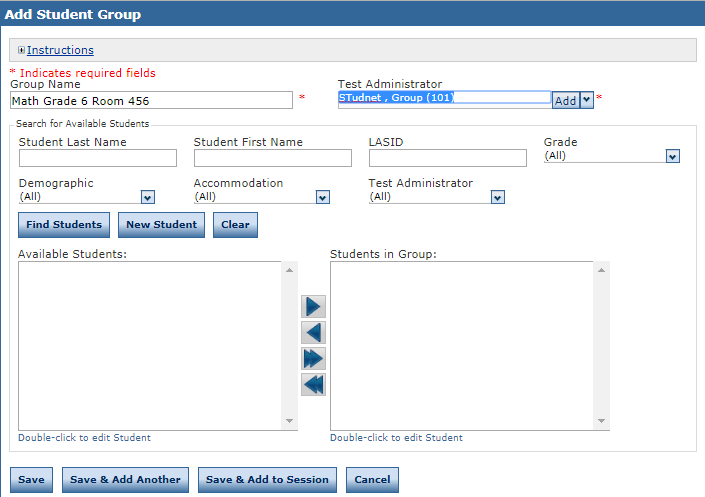 Add Student Group
Instructions
* Indicates required fields
Group Name Test Administrator
Math Grade 6 Room 456 * STudnet , Group (101) Add *
Search for Available Students
Student Last Name Student First Name LASID Grade
(All)
Demographic Accommodation Test Administrator
(All) (All) (All)
Find Students New Student Clear
Available Students: Students in Group:
Double-click to edit Student Double-click to edit Student
Save Save & Add Another Save & Add to Session Cancel